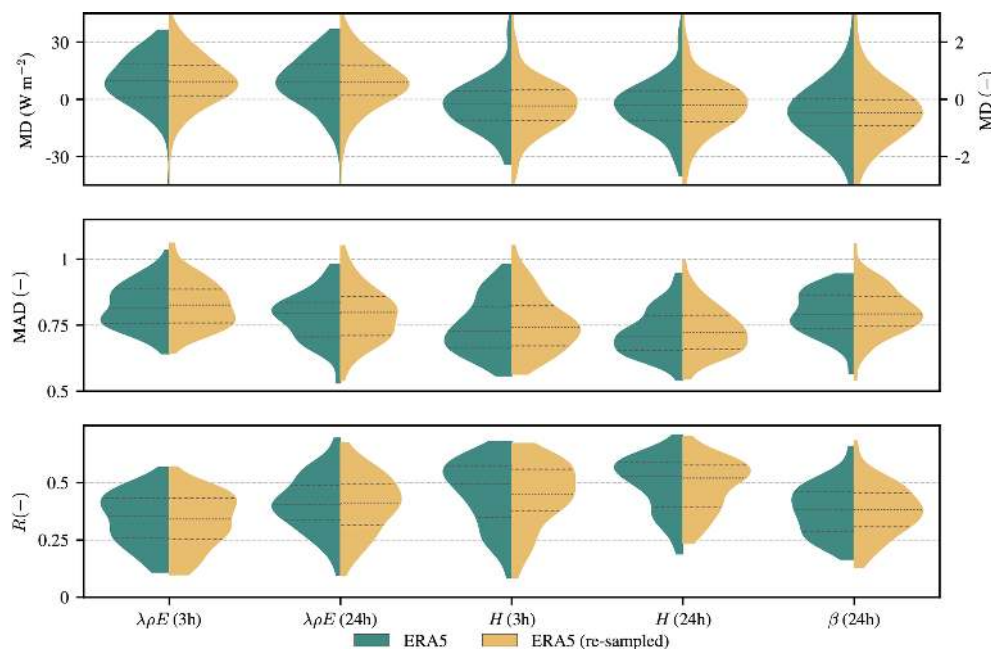 MD (W m⁻²)
30
0
-30
2
0
-2
MD (−)
MAD (−)
1
0.75
0.5
R(−)
0.5
0.25
0
λρE (3h)
λρE (24h)
H (3h)
H (24h)
β (24h)
ERA5
ERA5 (re-sampled)